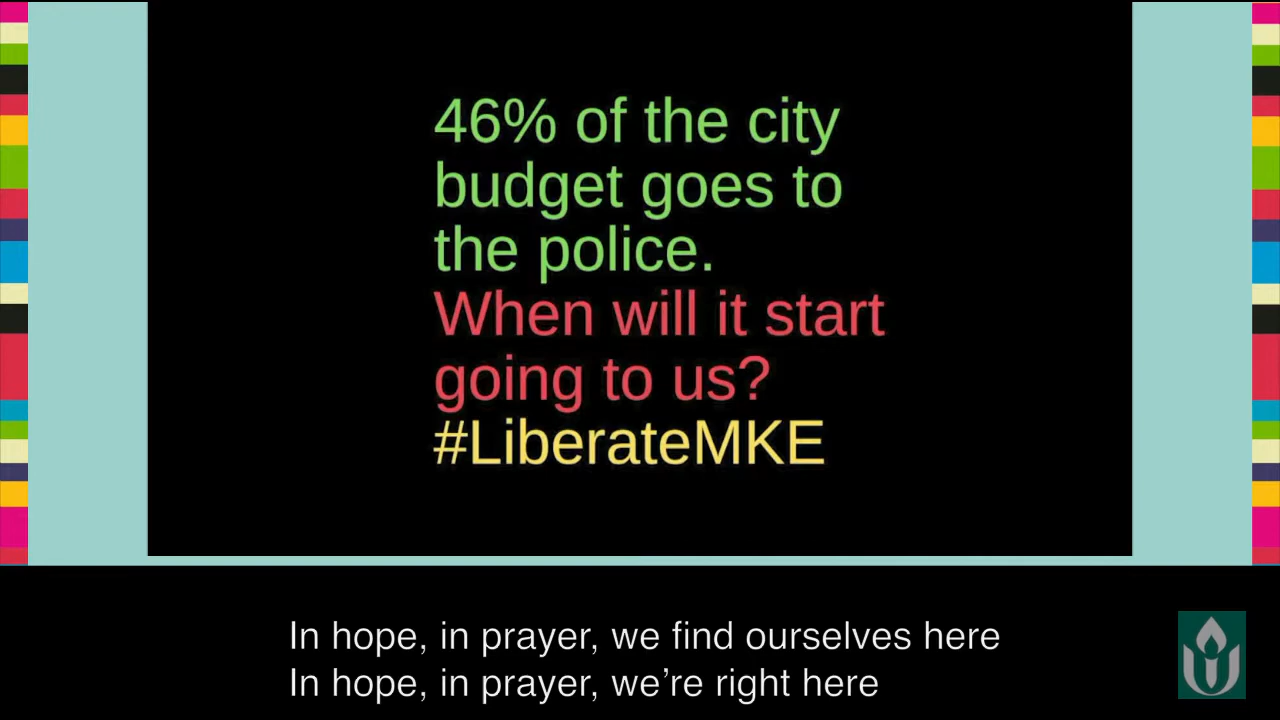 46% of the city
budget goes to
the police.
When will it start
going to us?
#LiberateMKE
In hope, in prayer, we find ourselves here
In hope, in prayer, we’re right here